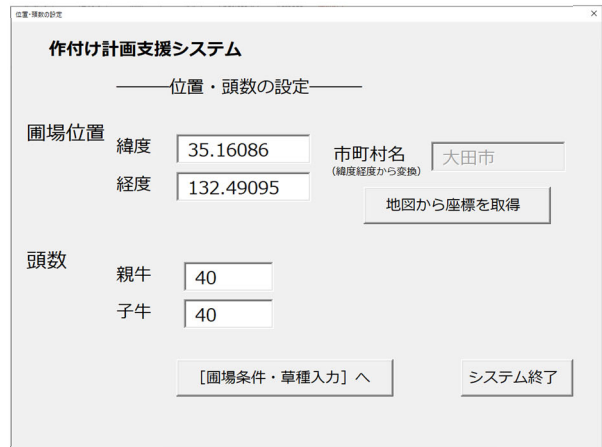 位置・頭数の設定
作付け計画支援システム
位置・頭数の設定
圃場位置
緯度 35.16086 市町村名 大田市
(緯度経度から変換)
経度 132.49095 地図から座標を取得
頭数
親牛 40
子牛 40
[圃場条件・草種入力] へ システム終了